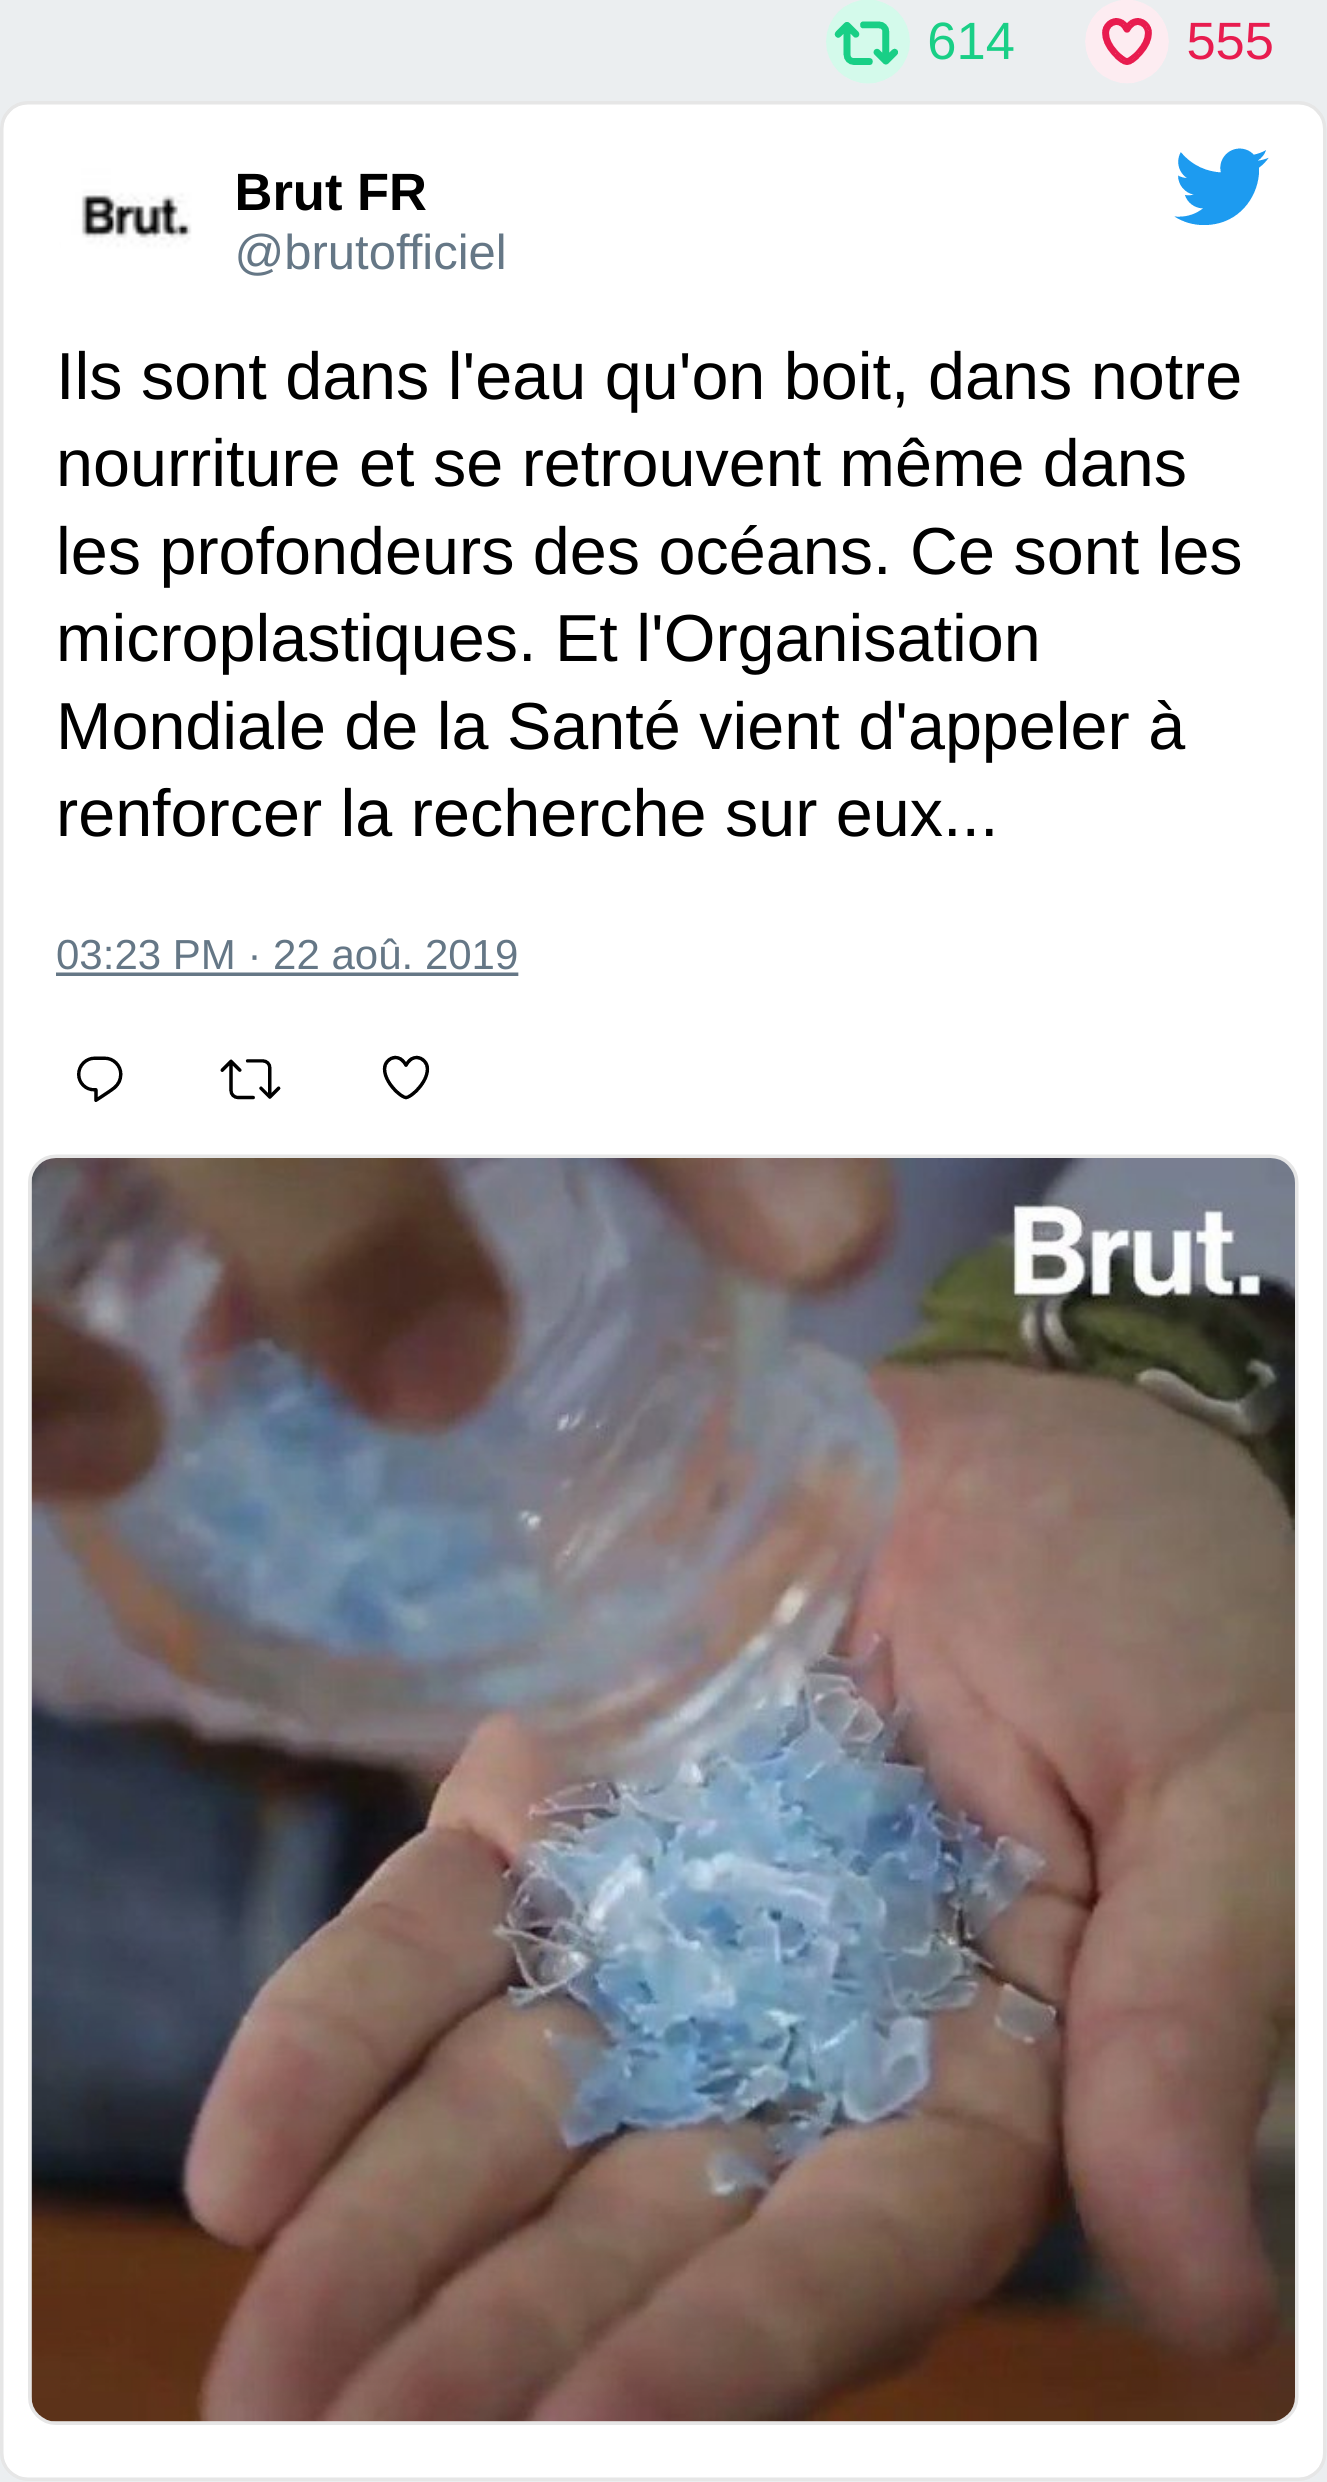 614 555
Brut.
Brut FR
@brutofficiel
Ils sont dans l'eau qu'on boit, dans notre
nourriture et se retrouvent même dans
les profondeurs des océans. Ce sont les
microplastiques. Et l'Organisation
Mondiale de la Santé vient d'appeler à
renforcer la recherche sur eux...
03:23 PM · 22 aoû. 2019
Brut.